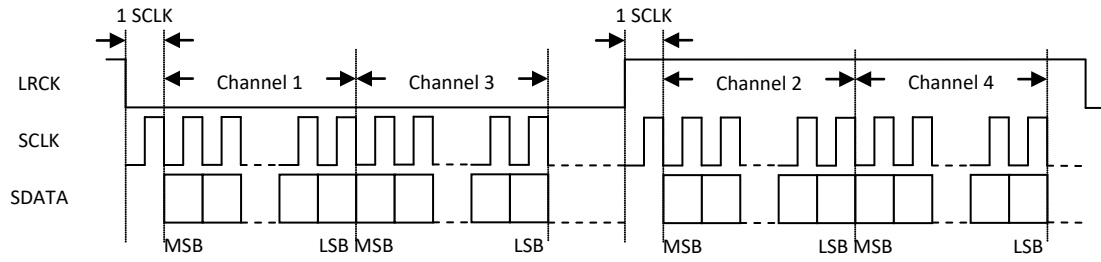 1 SCLK 1 SCLK
LRCK Channel 1 Channel 3 Channel 2 Channel 4
SCLK
SDATA
MSB LSB MSB LSB MSB LSB MSB LSB